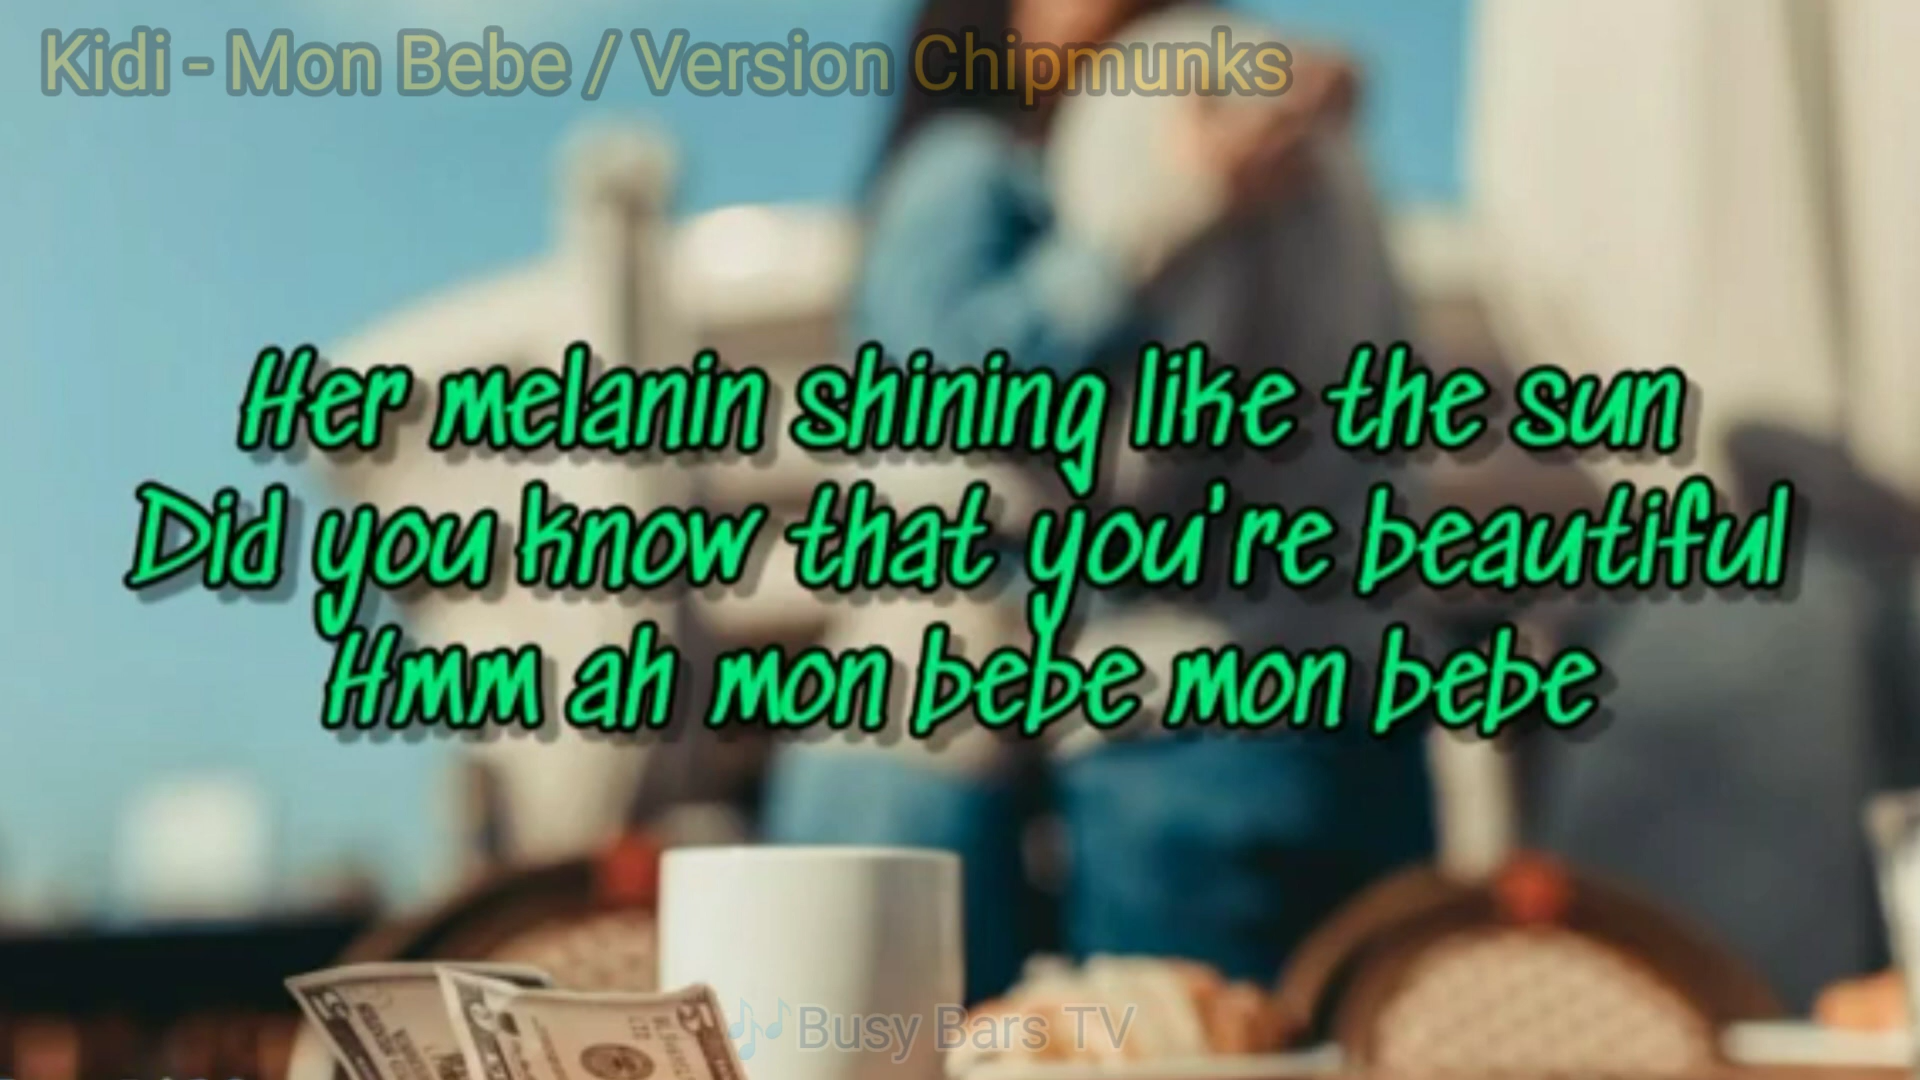 Kidi - Mon Bebe / Version Chipmunks
Her melanin shining like the sun
Did you know that you're beautiful
Hmm ah mon bebe mon bebe
🎶Busy Bars TV